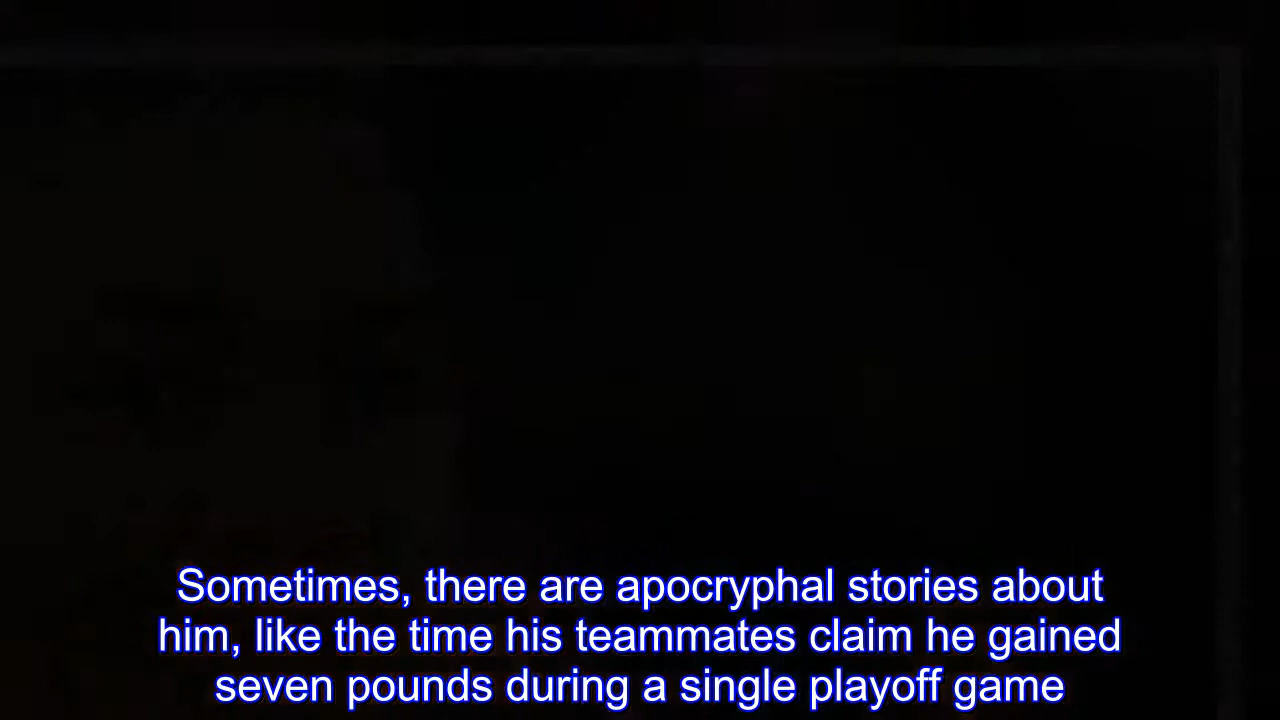 Sometimes, there are apocryphal stories about
him, like the time his teammates claim he gained
seven pounds during a single playoff game